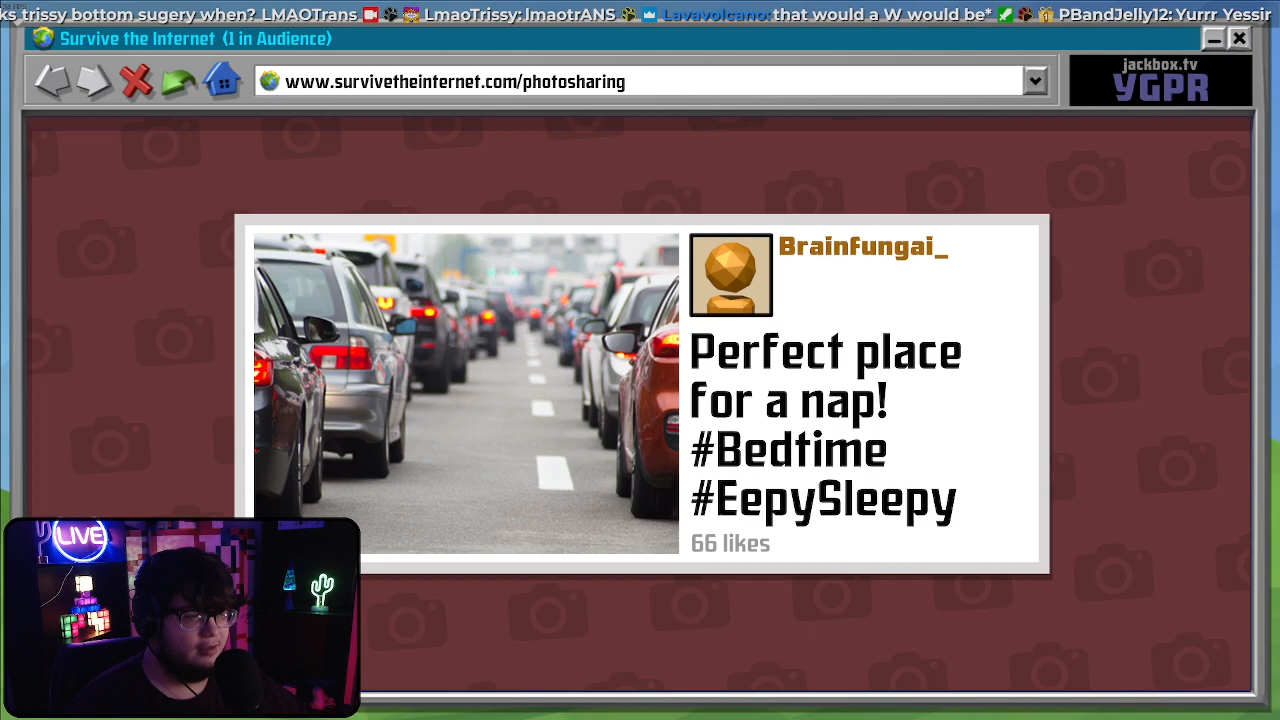 ks trissy bottom sugery when? LMAOTrans LmaoTrissy: lmaotrANS Lavavolcano: that would a W would be* PBandJelly12: Yurrr Yessir
Survive the Internet (1 in Audience)
www.survivetheinternet.com/photosharing
jackbox.tv
YGPR
Brainfungai_
Perfect place
for a nap!
#Bedtime
#EepySleepy
66 likes
LIVE